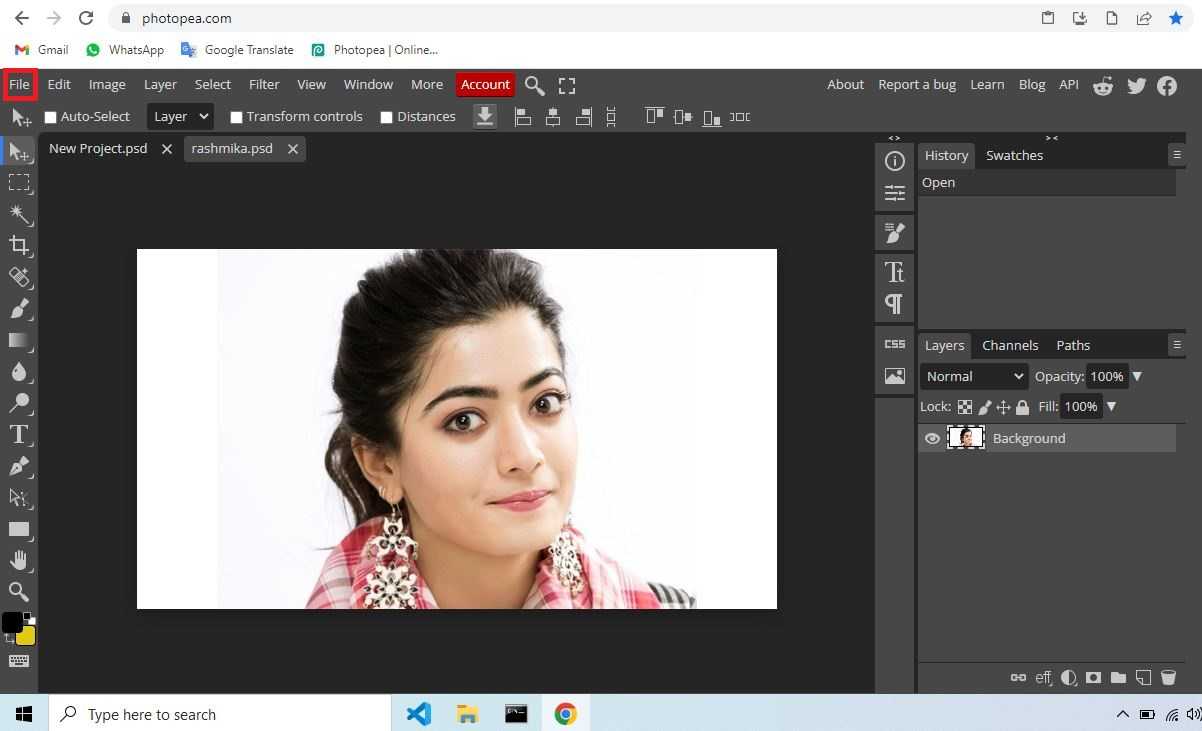 photopea.com
Gmail WhatsApp Google Translate Photopea | Online...
File Edit Image Layer Select Filter View Window More Account About Report a bug Learn Blog API
Auto-Select Layer Transform controls Distances
New Project.psd rashmika.psd
History Swatches
Open
Tt
CSS
Layers Channels Paths
Normal Opacity: 100%
Lock: Fill: 100%
Background
T
eff
Type here to search